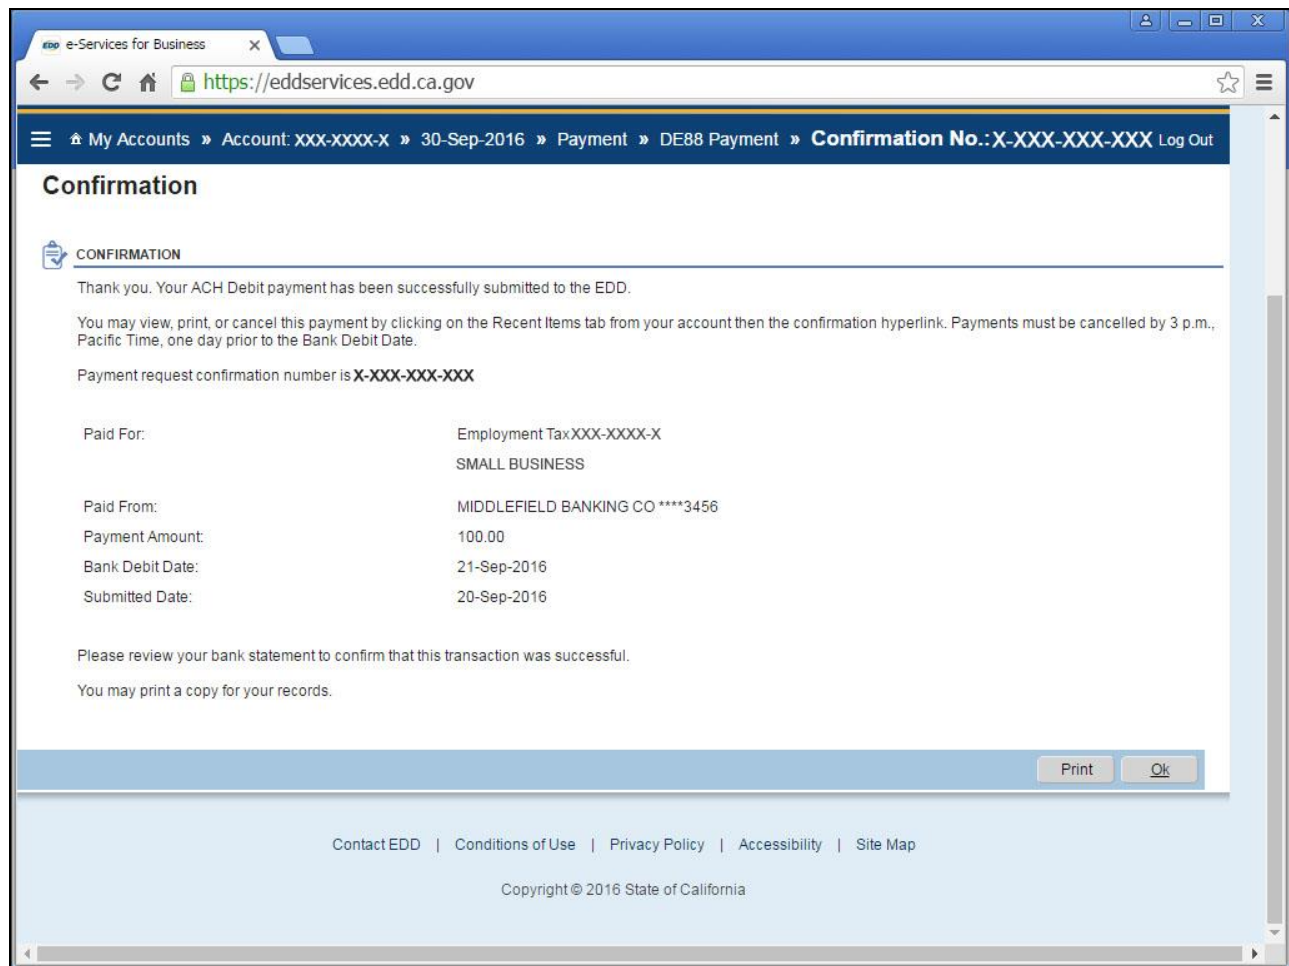 EDD e-Services for Business
https://eddservices.edd.ca.gov
My Accounts » Account: XXX-XXXX-X » 30-Sep-2016 » Payment » DE88 Payment » Confirmation No.:X-XXX-XXX-XXX Log Out
Confirmation
CONFIRMATION
Thank you. Your ACH Debit payment has been successfully submitted to the EDD.
You may view, print, or cancel this payment by clicking on the Recent Items tab from your account then the confirmation hyperlink. Payments must be cancelled by 3 p.m.,
Pacific Time, one day prior to the Bank Debit Date.
Payment request confirmation number is X-XXX-XXX-XXX
Paid For: Employment TaxXXX-XXXX-X
SMALL BUSINESS
Paid From: MIDDLEFIELD BANKING CO ****3456
Payment Amount: 100.00
Bank Debit Date: 21-Sep-2016
Submitted Date: 20-Sep-2016
Please review your bank statement to confirm that this transaction was successful.
You may print a copy for your records.
Print Ok
Contact EDD | Conditions of Use | Privacy Policy | Accessibility | Site Map
Copyright © 2016 State of California